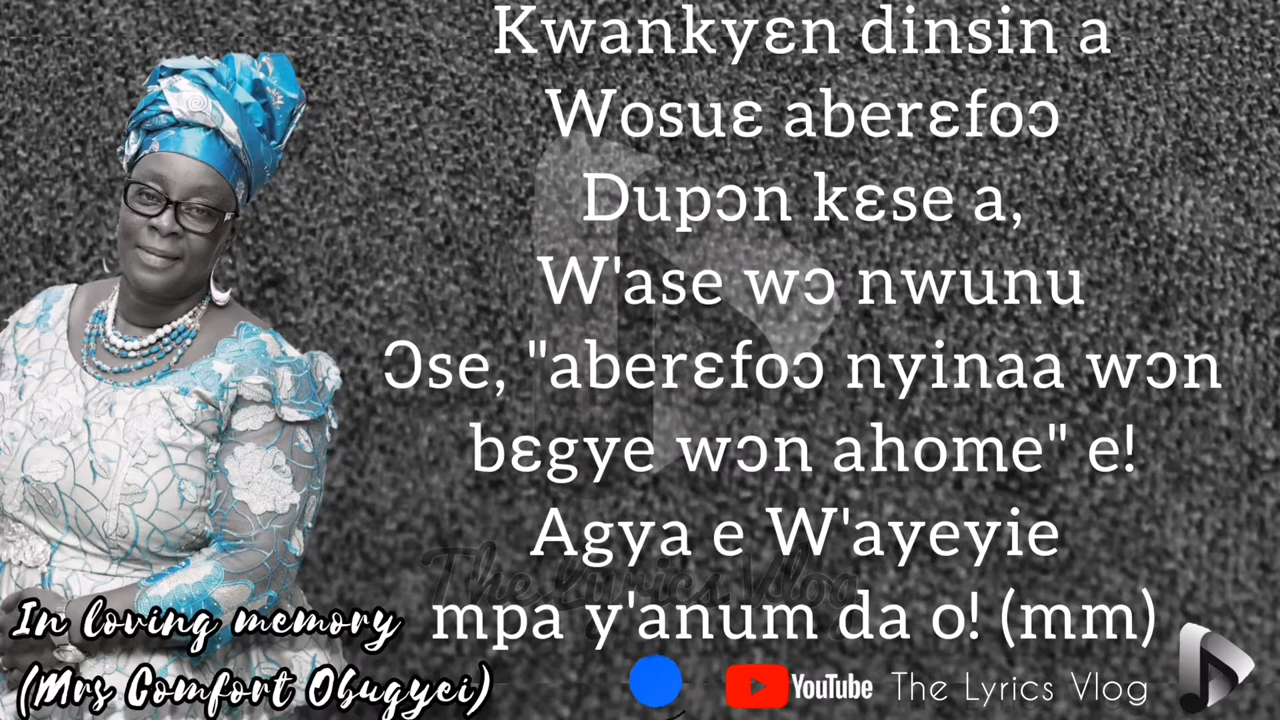 Kwankyɛn dinsin a
Wosuɛ aberɛfoɔ
Dupɔn kɛse a,
W'ase wɔ nwunu
Ɔse, "aberɛfoɔ nyinaa wɔn
bɛgye wɔn ahome" e!
Agya e W'ayeyie
The Lyrics Vlog
mpa y'anum da o! (mm)
In loving memory
(Mrs Comfort Obugyei)
YouTube The Lyrics Vlog